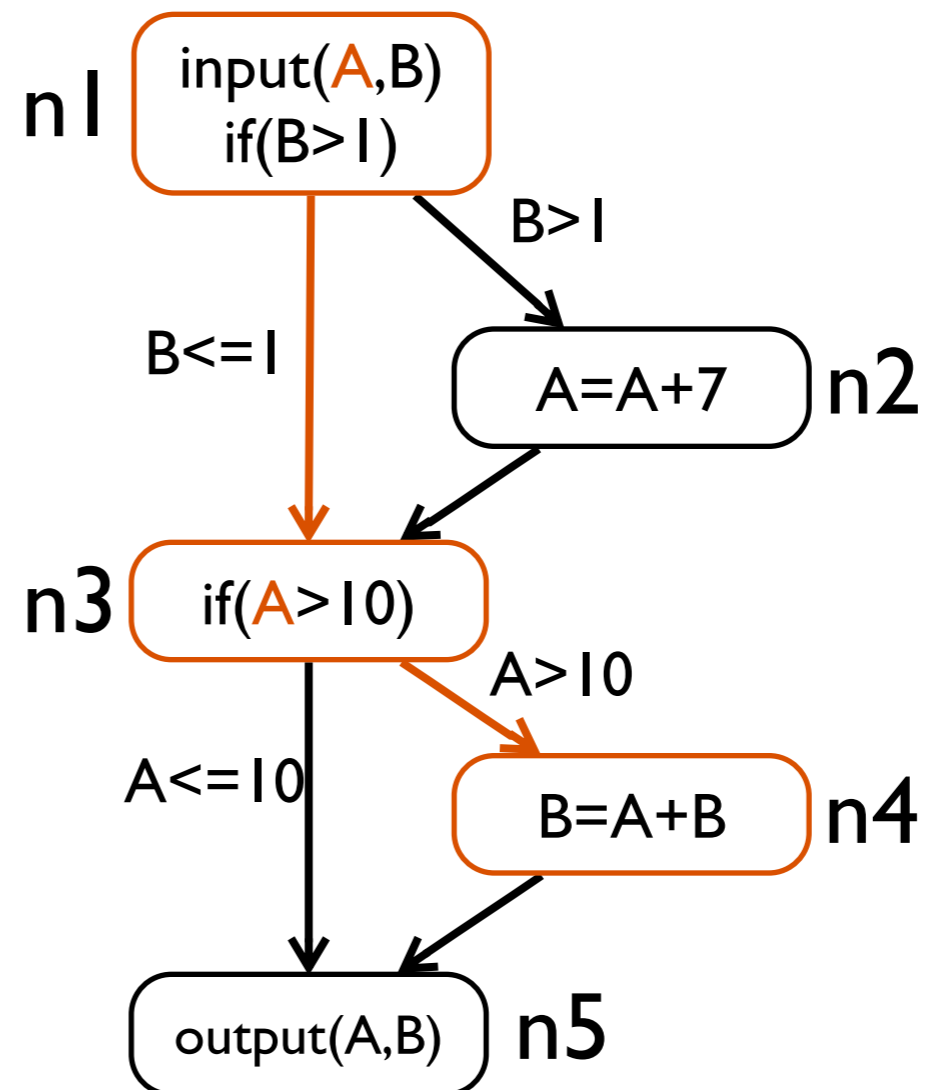 n1
input(A,B)
if(B>1)
B>1
B<=1
A=A+7
n2
n3
if(A>10)
A>10
A<=10
B=A+B
n4
output(A,B)
n5